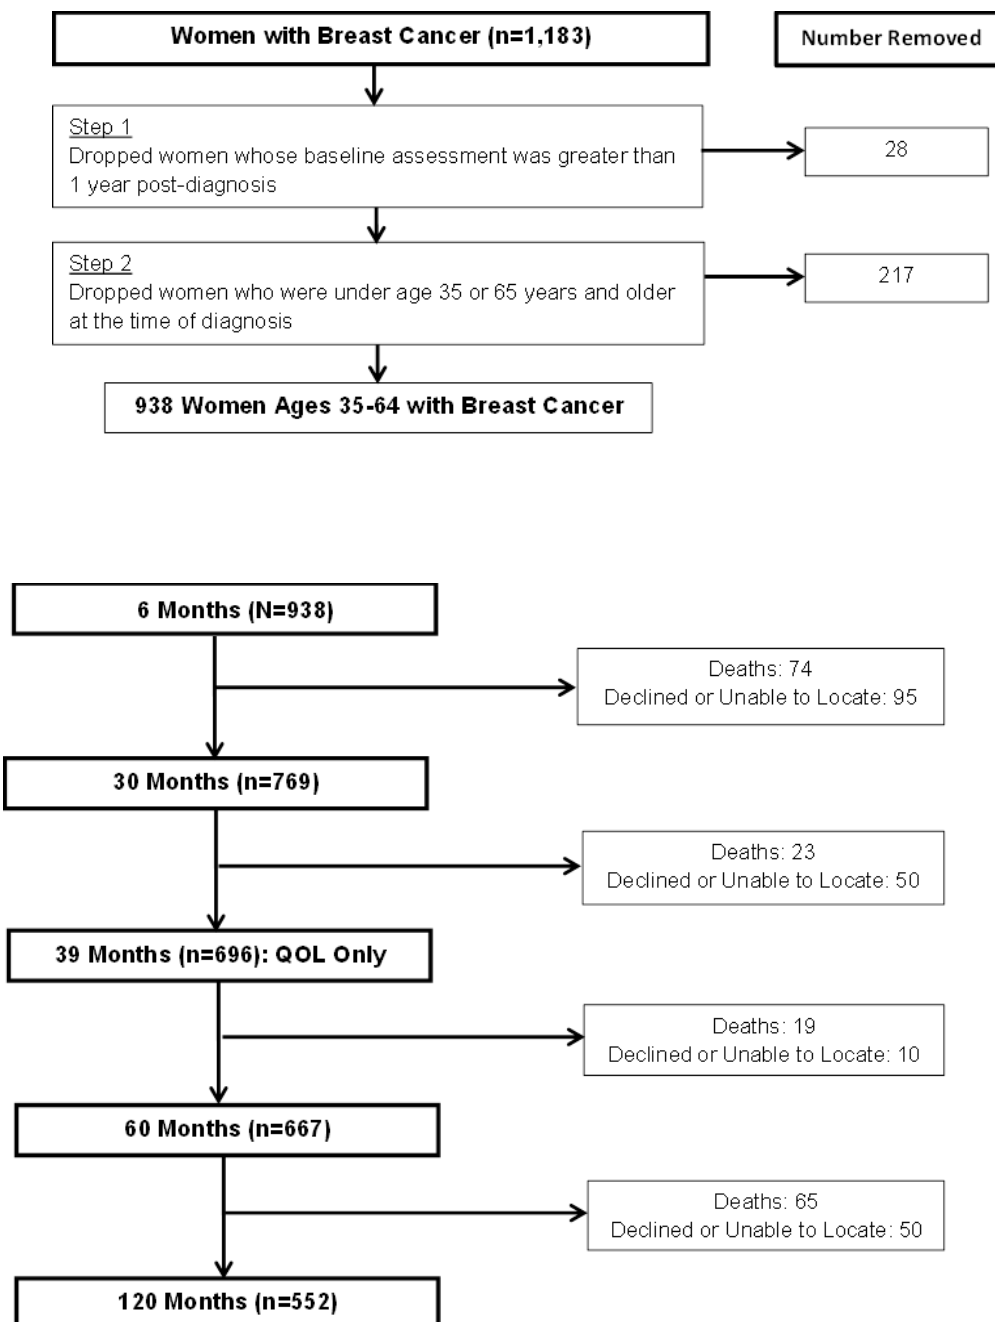 Women with Breast Cancer (n=1,183)
Number Removed
Step 1
Dropped women whose baseline assessment was greater than
1 year post-diagnosis
28
Step 2
Dropped women who were under age 35 or 65 years and older
at the time of diagnosis
217
938 Women Ages 35-64 with Breast Cancer
6 Months (N=938)
Deaths: 74
Declined or Unable to Locate: 95
30 Months (n=769)
Deaths: 23
Declined or Unable to Locate: 50
39 Months (n=696): QOL Only
Deaths: 19
Declined or Unable to Locate: 10
60 Months (n=667)
Deaths: 65
Declined or Unable to Locate: 50
120 Months (n=552)